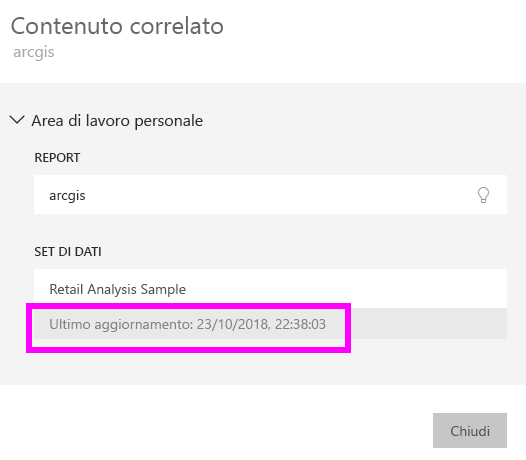 Contenuto correlato
arcgis
Area di lavoro personale
REPORT
arcgis
SET DI DATI
Retail Analysis Sample
Ultimo aggiornamento: 23/10/2018, 22:38:03
Chiudi